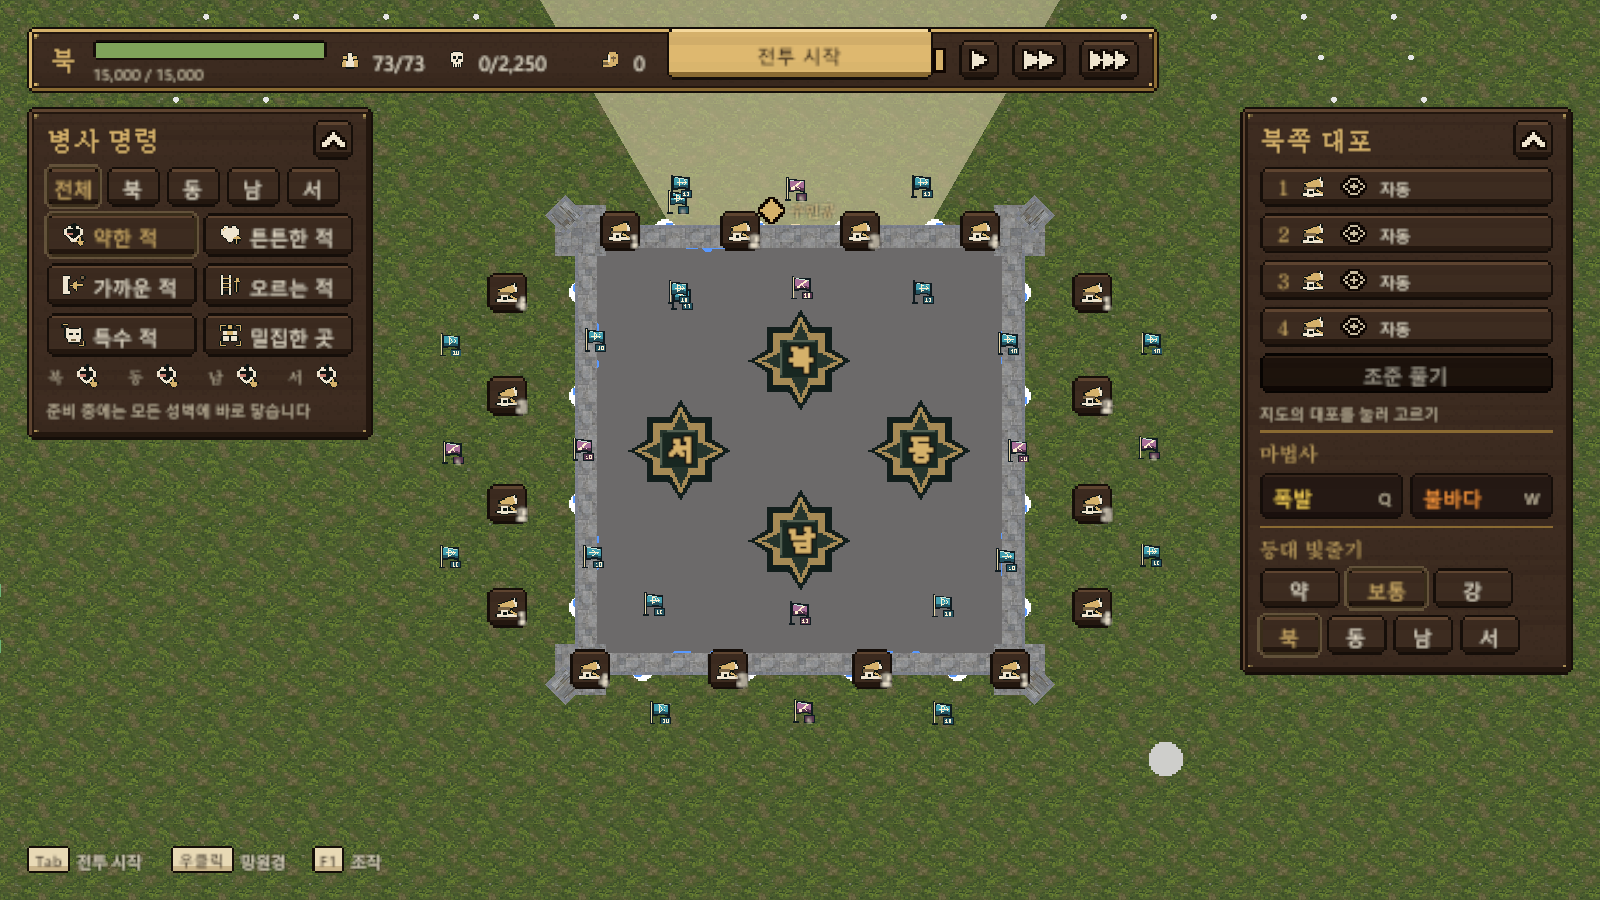 북
15,000 / 15,000
73/73
0/2,250
0
전투 시작
병사 명령
전체 북 동 남 서
약한 적 튼튼한 적
가까운 적 오르는 적
특수 적 밀집한 곳
북 동 남 서
준비 중에는 모든 성벽에 바로 닿습니다
북
서 동
남
북쪽 대포
1 자동
2 자동
3 자동
4 자동
조준 풀기
지도의 대포를 눌러 고르기
마법사
폭발 Q 불바다 W
등대 빛줄기
약 보통 강
북 동 남 서
Tab 전투 시작 우클릭 망원경 F1 조작